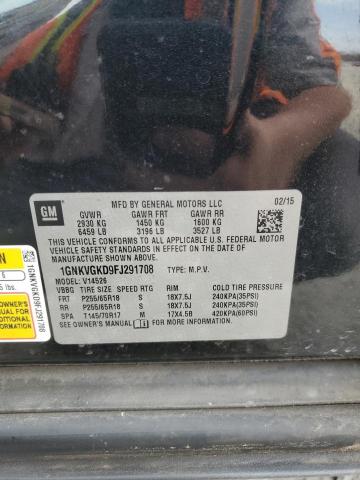 GM
MFD BY GENERAL MOTORS LLC 02/15
GVWR GAWR FRT GAWR RR
2930 KG 1450 KG 1600 KG
6459 LB 3196 LB 3527 LB
THIS VEHICLE CONFORMS TO ALL APPLICABLE U.S. FEDERAL MOTOR
VEHICLE SAFETY STANDARDS IN EFFECT ON THE DATE OF
MANUFACTURE SHOWN ABOVE.
1GNKVGKD9FJ291708 TYPE: M.P.V.
MODEL: V14526
VBBG TIRE SIZE SPEED RTG RIM COLD TIRE PRESSURE
FRT P255/65R18 S 18X7.5J 240KPA(35PSI)
RR P255/65R18 S 18X7.5J 240KPA(35PSI)
SPA T145/70R17 M 17X4.5B 420KPA(60PSI)
lbs.
OWNER'S
MANUAL FOR
ADDITIONAL
INFORMATION
1GNKVGKD9FJ291708